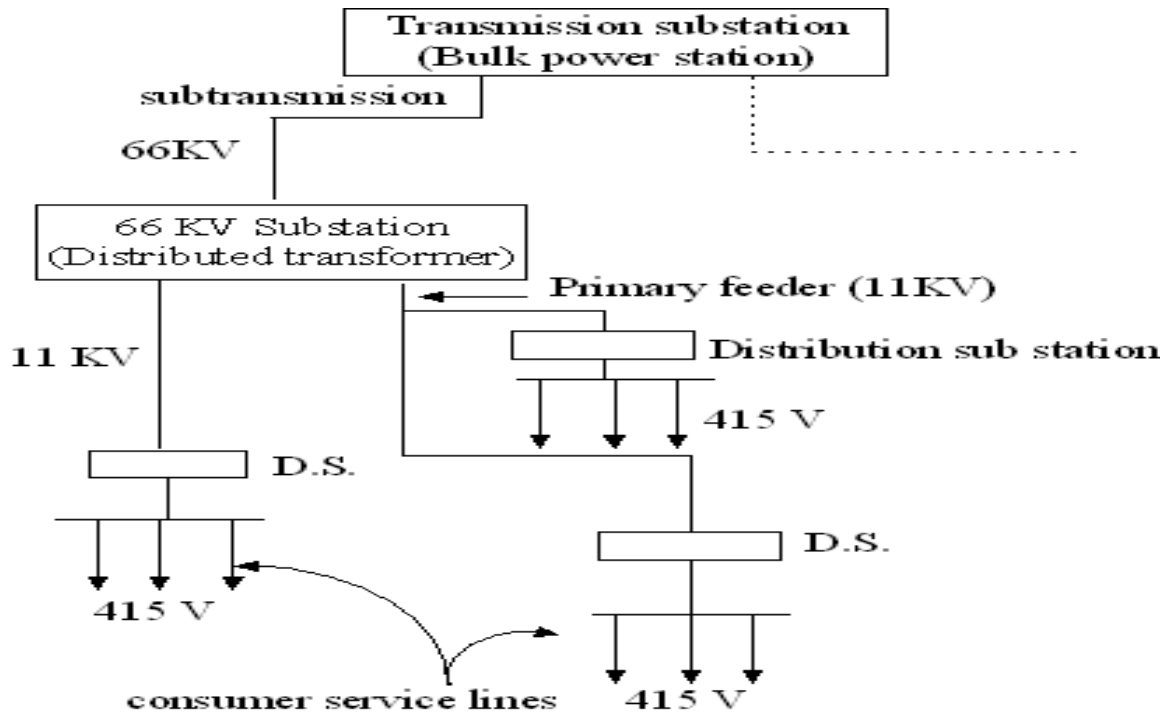 Transmission substation
(Bulk power station)
subtransmission
66KV
66 KV Substation
(Distributed transformer)
Primary feeder (11KV)
11 KV
Distribution sub station
415 V
D.S.
D.S.
415 V
consumer service lines
415 V